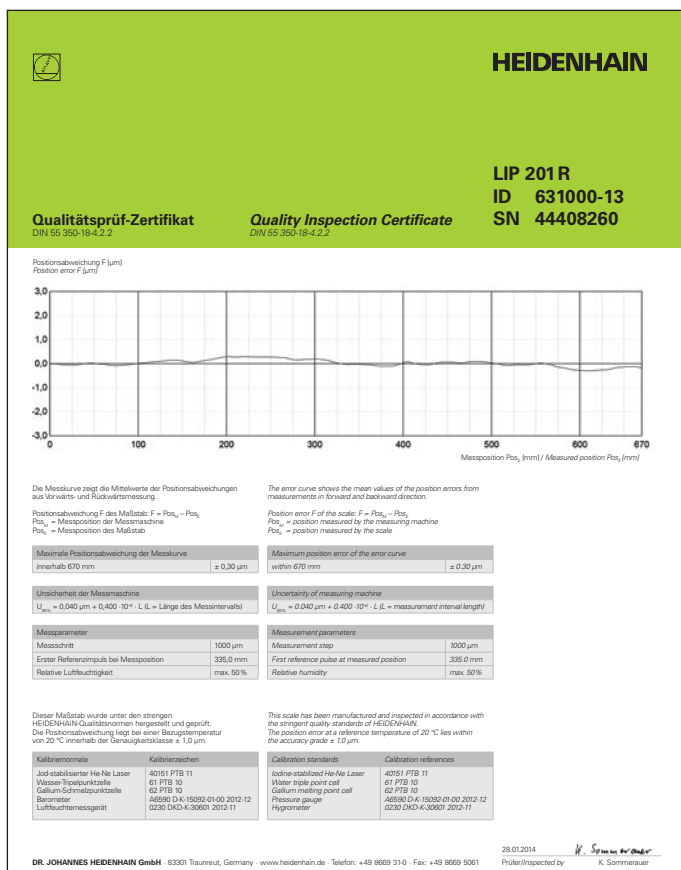 HEIDENHAIN
LIP 201 R
ID 631000-13
SN 44408260
Qualitätsprüf-Zertifikat
DIN 55 350-18-4.2.2
Quality Inspection Certificate
DIN 55 350-18-4.2.2
Positionsabweichung F [µm]
Position error F [µm]
3,0
2,0
1,0
0,0
-1,0
-2,0
-3,0
0 100 200 300 400 500 600 670
Messposition PosE [mm] / Measured position PosE [mm]
Die Messkurve zeigt die Mittelwerte der Positionsabweichungen
aus Vorwärts- und Rückwärtsmessung.
Positionsabweichung F des Maßstab: F = PosM – PosE
PosM = Messposition der Messmaschine
PosE = Messposition des Maßstab
The error curve shows the mean values of the position errors from
measurements in forward and backward direction.
Position error F of the scale: F = PosM – PosE
PosM = position measured by the measuring machine
PosE = position measured by the scale
Maximale Positionsabweichung der Messkurve
innerhalb 670 mm ± 0,30 µm
Maximum position error of the error curve
within 670 mm ± 0.30 µm
Unsicherheit der Messmaschine
U95% = 0,040 µm + 0,400 ·10⁻⁶ · L (L = Länge des Messintervalls)
Uncertainty of measuring machine
U95% = 0.040 µm + 0.400 ·10⁻⁶ · L (L = measurement interval length)
Messparameter
Messschritt 1000 µm
Erster Referenzimpuls bei Messposition 335,0 mm
Relative Luftfeuchtigkeit max. 50 %
Measurement parameters
Measurement step 1000 µm
First reference pulse at measured position 335.0 mm
Relative humidity max. 50 %
Dieser Maßstab wurde unter den strengen
HEIDENHAIN-Qualitätsnormen hergestellt und geprüft.
Die Positionsabweichung liegt bei einer Bezugstemperatur
von 20 °C innerhalb der Genauigkeitsklasse ± 1,0 µm.
This scale has been manufactured and inspected in accordance with
the stringent quality standards of HEIDENHAIN.
The position error at a reference temperature of 20 °C lies within
the accuracy grade ± 1.0 µm.
Kalibriernormale Kalibrierzeichen
Jod-stabilisierter He-Ne Laser 40151 PTB 11
Wasser-Tripelpunktzelle 61 PTB 10
Gallium-Schmelzpunktzelle 62 PTB 10
Barometer A6590 D-K-15092-01-00 2012-12
Luftfeuchtemessgerät 0230 DKD-K-30601 2012-11
Calibration standards Calibration references
Iodine-stabilized He-Ne Laser 40151 PTB 11
Water triple point cell 61 PTB 10
Gallium melting point cell 62 PTB 10
Pressure gauge A6590 D-K-15092-01-00 2012-12
Hygrometer 0230 DKD-K-30601 2012-11
28.01.2014 K. Sommerauer
DR. JOHANNES HEIDENHAIN GmbH · 83301 Traunreut, Germany · www.heidenhain.de · Telefon: +49 8669 31-0 · Fax: +49 8669 5061
Prüfer/Inspected by K. Sommerauer